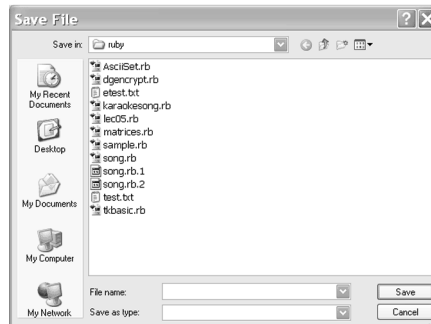 Save File
Save in: ruby
My Recent
Documents
Desktop
My Documents
My Computer
My Network
AsciiSet.rb
dgencrypt.rb
etest.txt
karaokesong.rb
lec05.rb
matrices.rb
sample.rb
song.rb
song.rb.1
song.rb.2
test.txt
tkbasic.rb
File name:
Save
Save as type:
Cancel